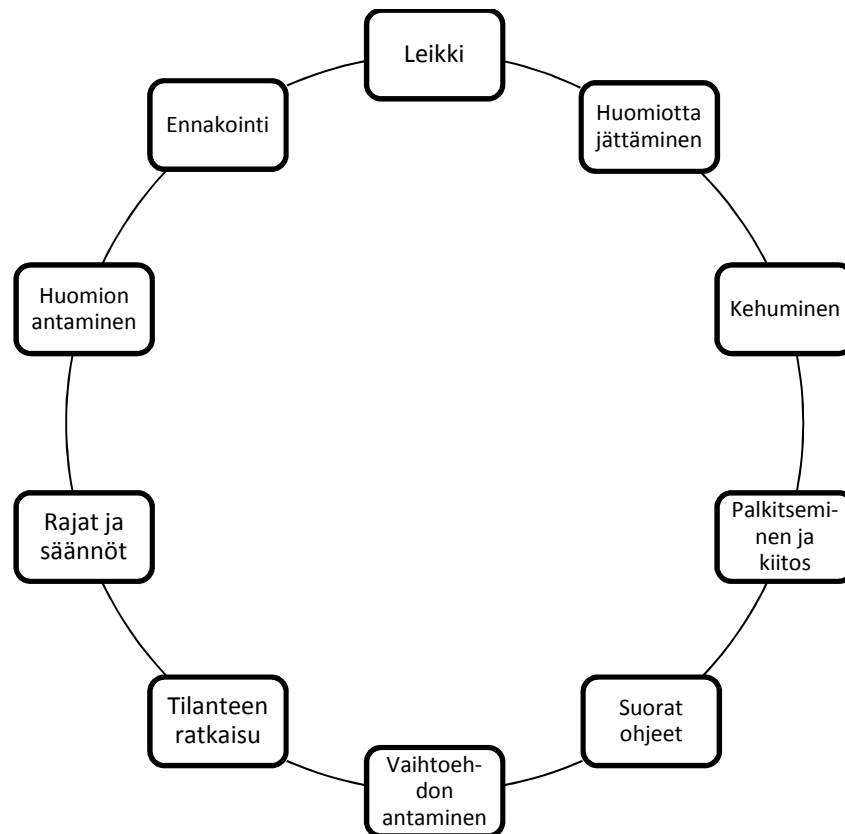 Leikki
Huomiotta
jättäminen
Kehuminen
Palkitsemi-
nen ja
kiitos
Suorat
ohjeet
Vaihtoeh-
don
antaminen
Tilanteen
ratkaisu
Rajat ja
säännöt
Huomion
antaminen
Ennakointi